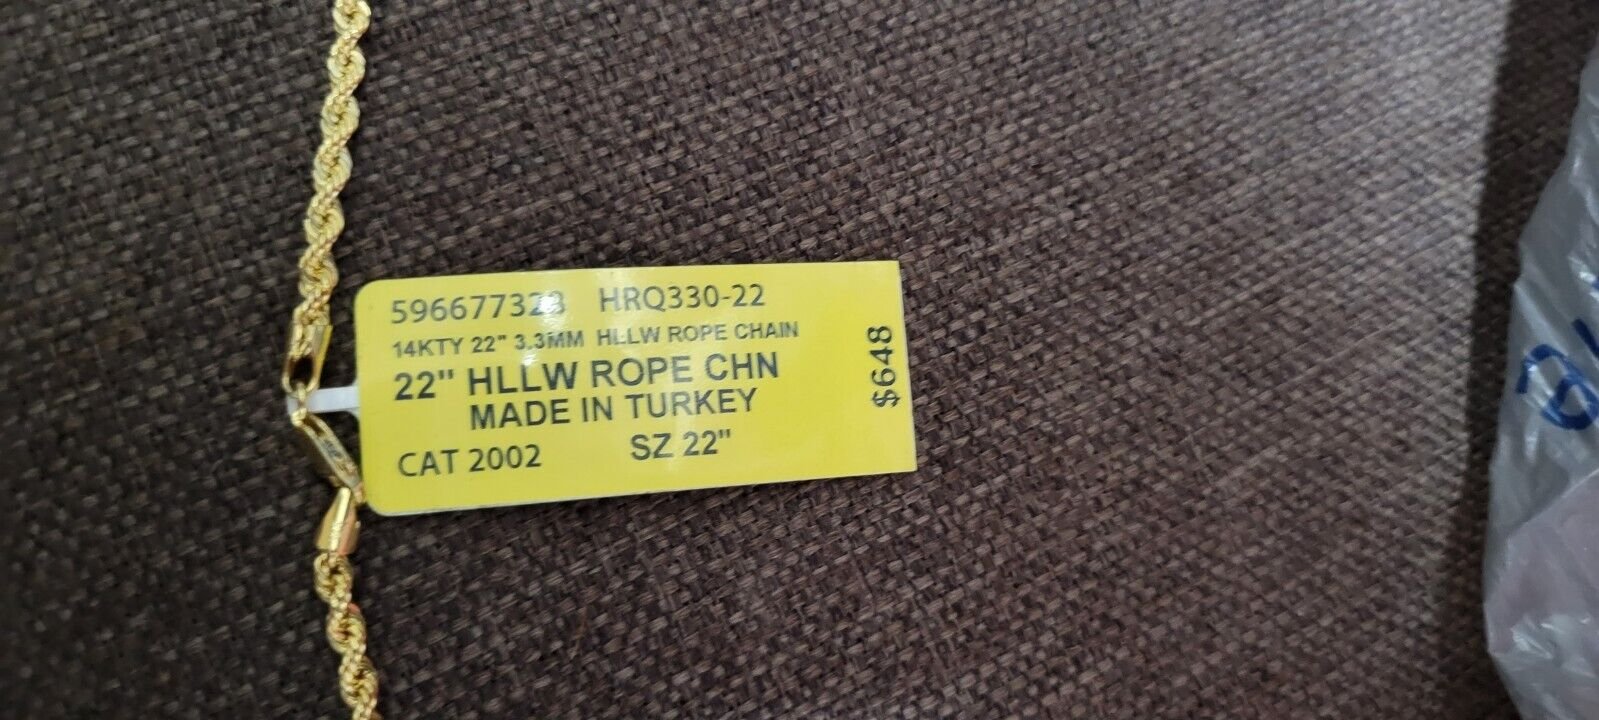 596677328 HRQ330-22
14KTY 22" 3.3MM HLLW ROPE CHAIN
22" HLLW ROPE CHN
MADE IN TURKEY
CAT 2002 SZ 22"
$648